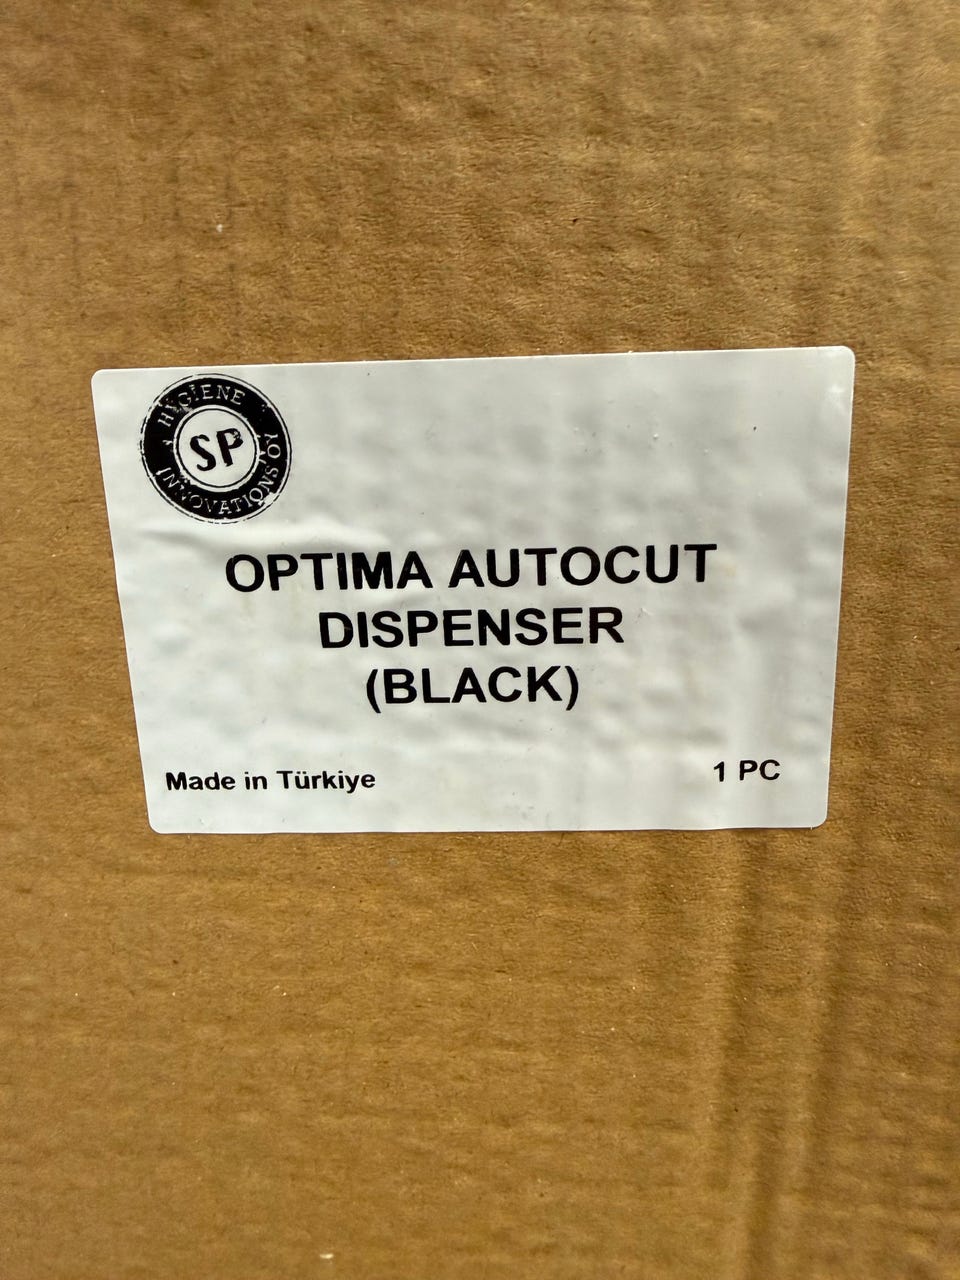 HYGIENE
SP
INNOVATIONS OY
OPTIMA AUTOCUT
DISPENSER
(BLACK)
Made in Türkiye
1 PC